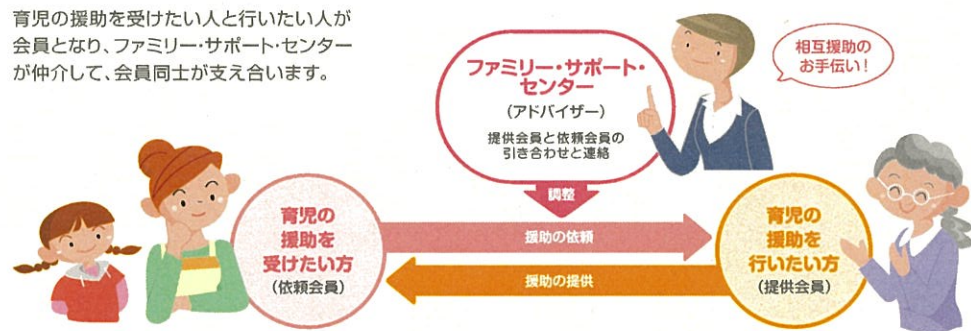 育児の援助を受けたい人と行いたい人が
会員となり、ファミリー・サポート・センター
が仲介して、会員同士が支え合います。
ファミリー・サポート・
センター
(アドバイザー)
提供会員と依頼会員の
引き合わせと連絡
相互援助の
お手伝い!
調整
育児の
援助を
受けたい方
(依頼会員)
援助の依頼
援助の提供
育児の
援助を
行いたい方
(提供会員)